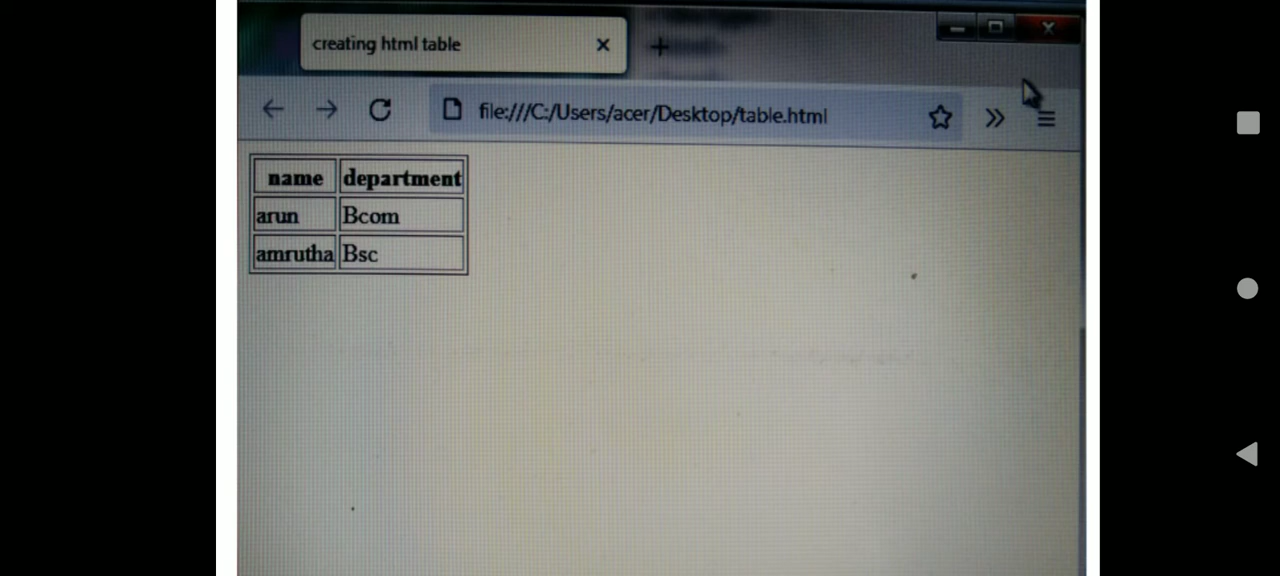 creating html table
file:///C:/Users/acer/Desktop/table.html
name department
arun Bcom
amrutha Bsc